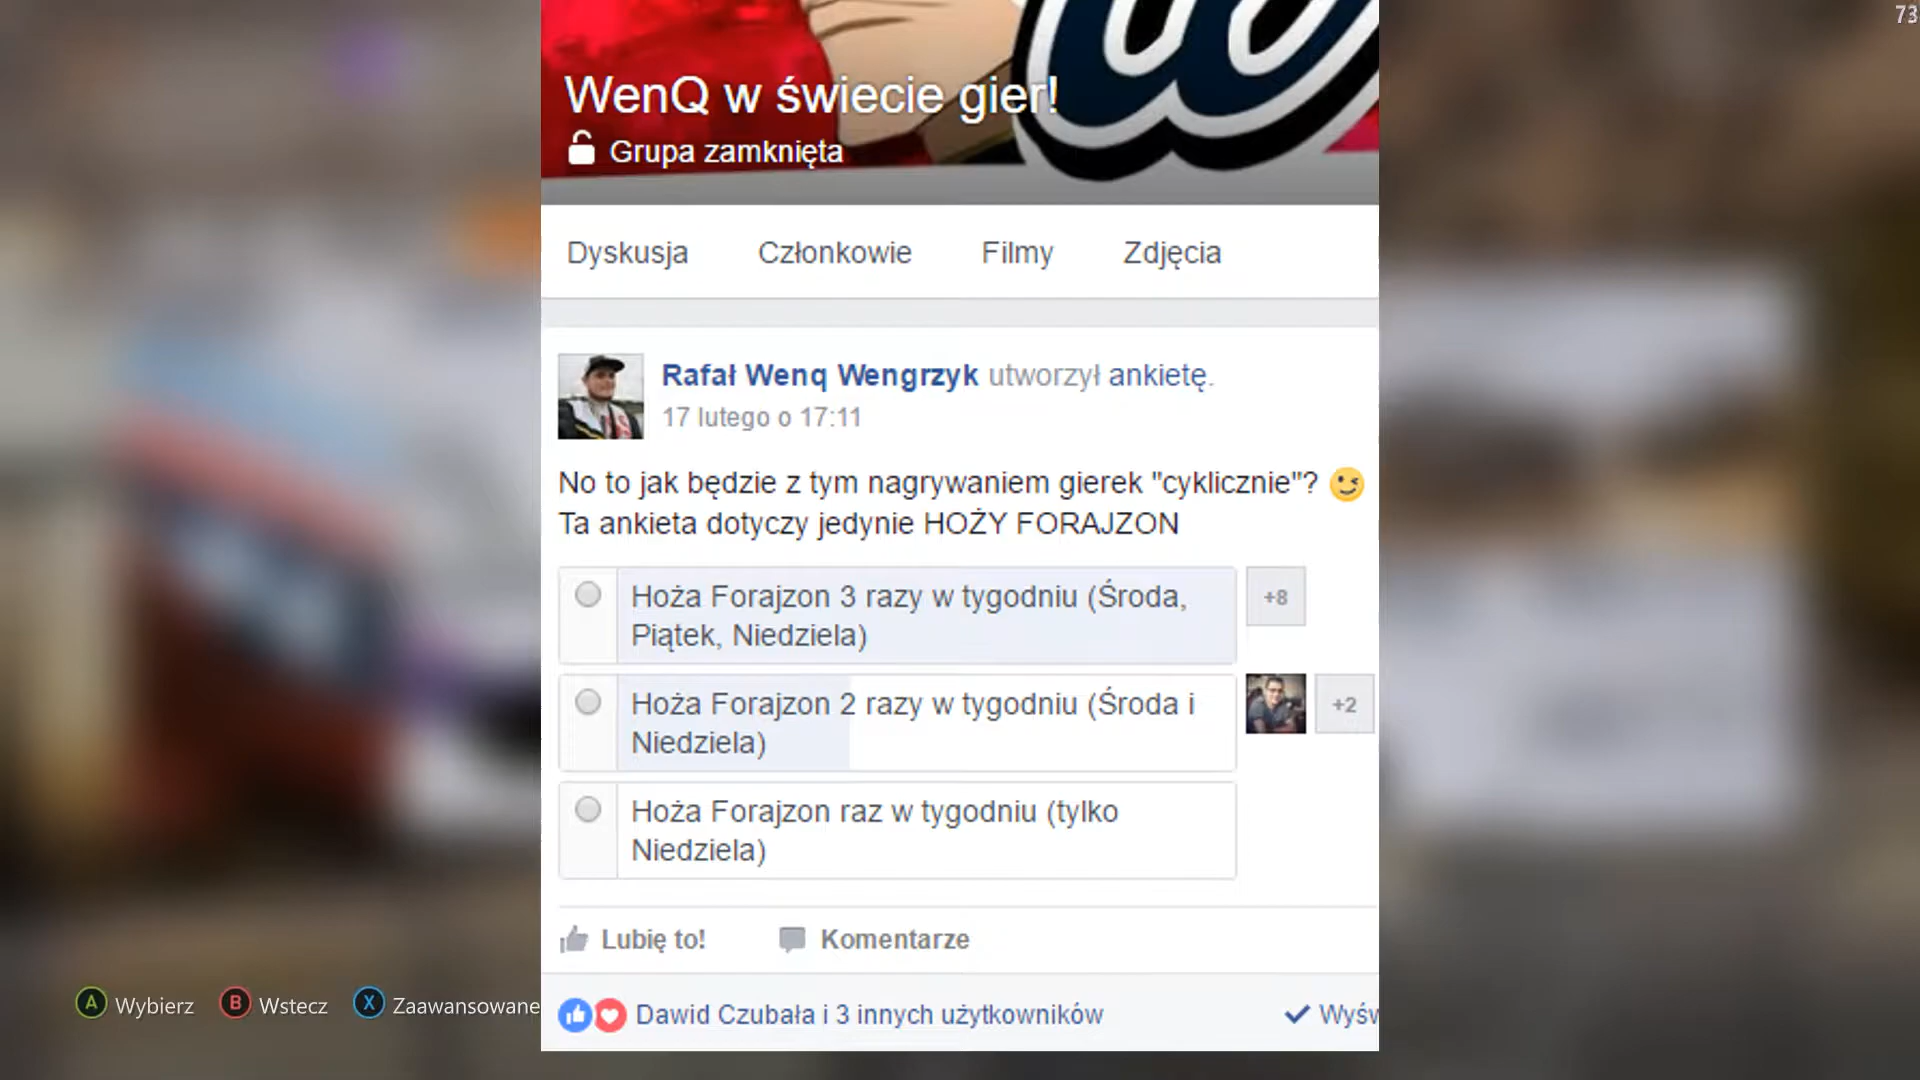 73
WenQ w świecie gier!
Grupa zamknięta
Dyskusja Członkowie Filmy Zdjęcia
Rafał Wenq Wengrzyk utworzył ankietę.
17 lutego o 17:11
No to jak będzie z tym nagrywaniem gierek "cyklicznie"? 😉
Ta ankieta dotyczy jedynie HOŻY FORAJZON
Hoża Forajzon 3 razy w tygodniu (Środa,
Piątek, Niedziela)
+8
Hoża Forajzon 2 razy w tygodniu (Środa i
Niedziela)
+2
Hoża Forajzon raz w tygodniu (tylko
Niedziela)
Lubię to! Komentarze
A Wybierz B Wstecz X Zaawansowane
Dawid Czubała i 3 innych użytkowników